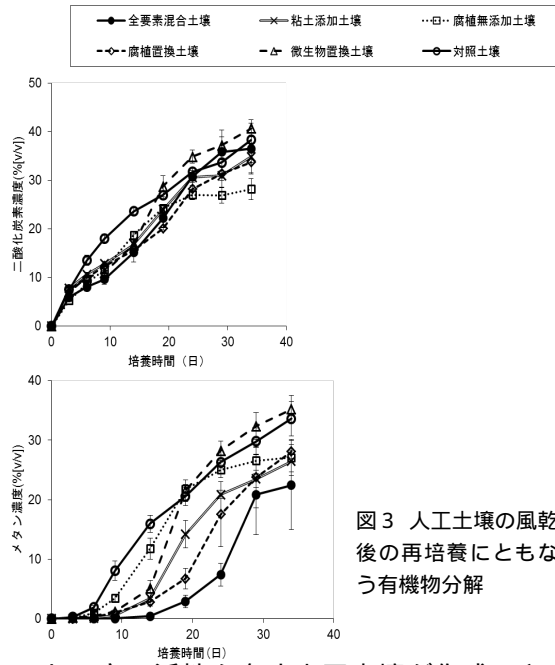 全要素混合土壌 粘土添加土壌 腐植無添加土壌
腐植置換土壌 微生物置換土壌 対照土壌
50
40
30
20
10
0
二酸化炭素濃度(%[v/v])
0 10 20 30 40
培養時間（日）
40
30
20
10
0
メタン濃度(%[v/v])
0 10 20 30 40
培養時間(日)
図３ 人工土壌の風乾
後の再培養にともな
う有機物分解